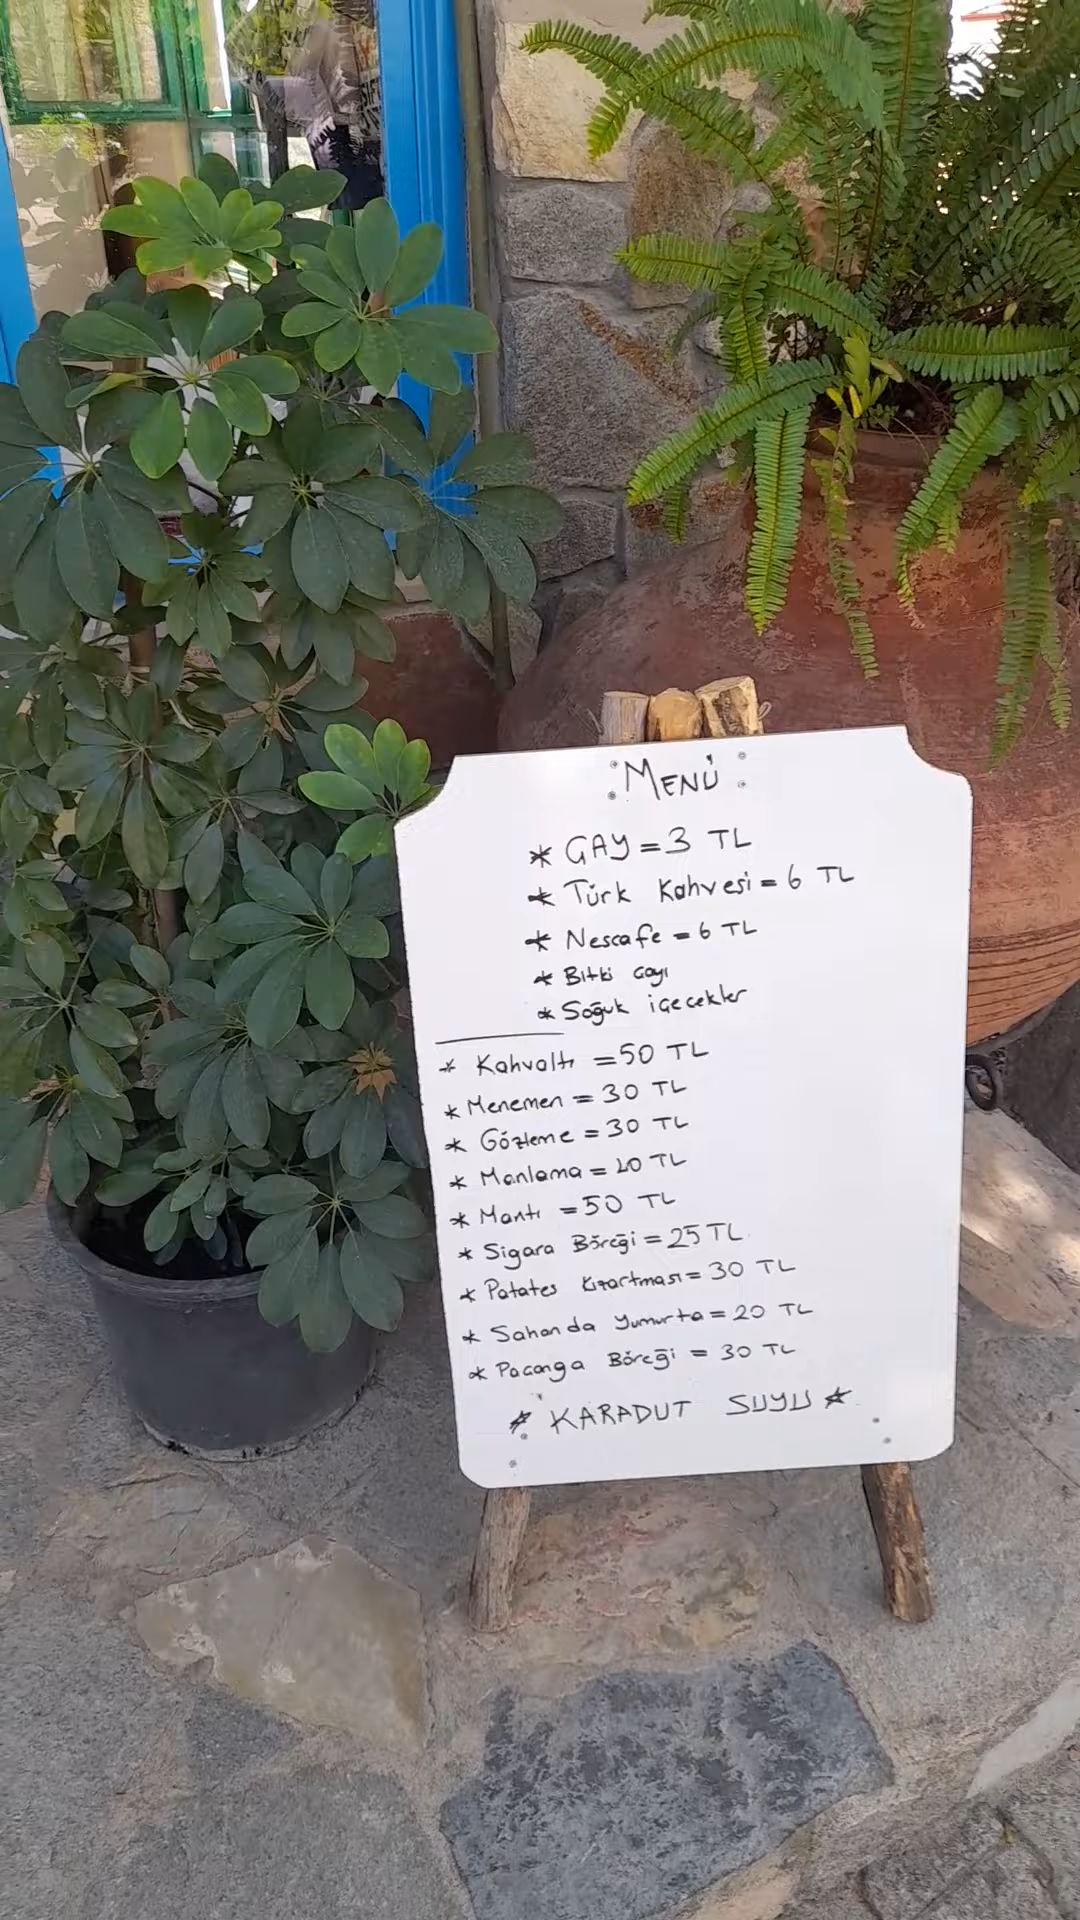 MENÜ
* ÇAY = 3 TL
* Türk Kahvesi = 6 TL
* Nescafe = 6 TL
* Bitki Çayı
* Soğuk içecekler
* Kahvaltı = 50 TL
* Menemen = 30 TL
* Gözleme = 30 TL
* Manlama = TL
* Mantı = 50 TL
* Sigara Böreği = 25 TL
* Patates Kızartması = 30 TL
* Sahanda Yumurta = 20 TL
* Paçanga Böreği = 30 TL
* KARADUT SUYU *